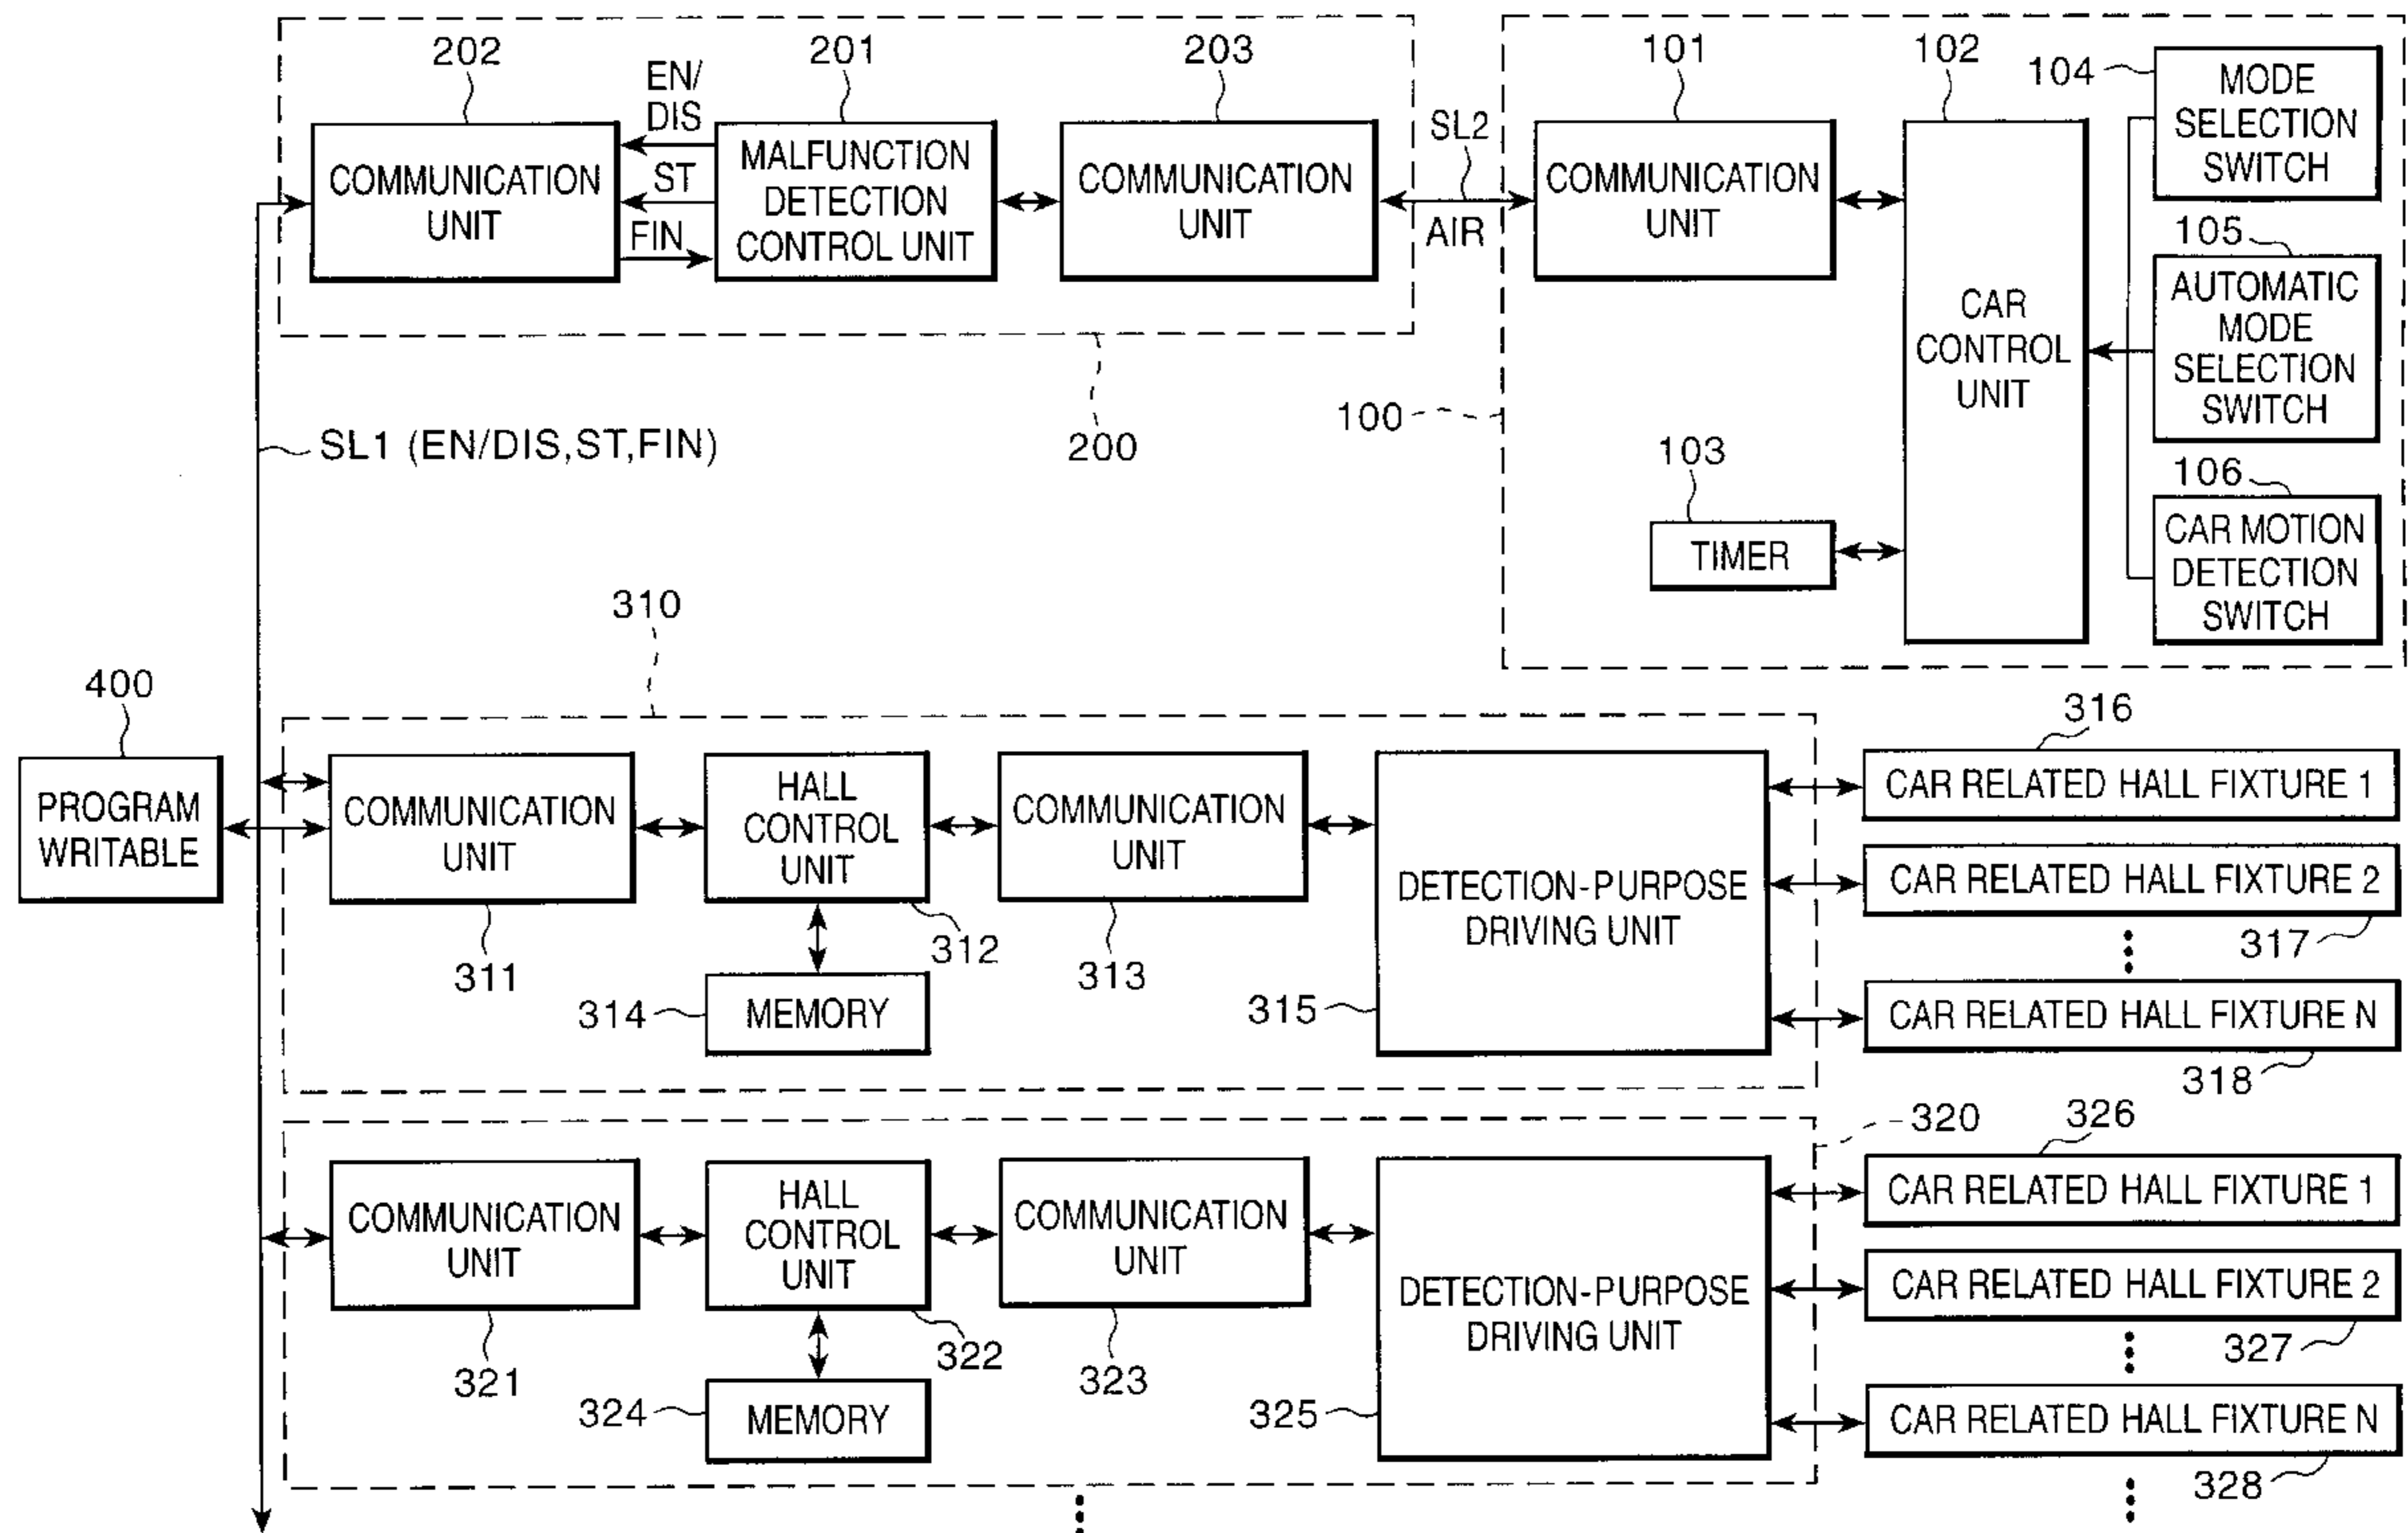 202
201
203
101
102
104
MODE
SELECTION
SWITCH
EN/
DIS
ST
FIN
COMMUNICATION
UNIT
MALFUNCTION
DETECTION
CONTROL UNIT
COMMUNICATION
UNIT
SL2
AIR
COMMUNICATION
UNIT
CAR
CONTROL
UNIT
105
AUTOMATIC
MODE
SELECTION
SWITCH
100
200
SL1 (EN/DIS,ST,FIN)
103
TIMER
106
CAR MOTION
DETECTION
SWITCH
310
400
PROGRAM
WRITABLE
COMMUNICATION
UNIT
311
HALL
CONTROL
UNIT
312
COMMUNICATION
UNIT
313
314
MEMORY
DETECTION-PURPOSE
DRIVING UNIT
315
316
CAR RELATED HALL FIXTURE 1
CAR RELATED HALL FIXTURE 2
317
CAR RELATED HALL FIXTURE N
318
320
COMMUNICATION
UNIT
321
HALL
CONTROL
UNIT
322
COMMUNICATION
UNIT
323
324
MEMORY
DETECTION-PURPOSE
DRIVING UNIT
325
326
CAR RELATED HALL FIXTURE 1
CAR RELATED HALL FIXTURE 2
327
CAR RELATED HALL FIXTURE N
328